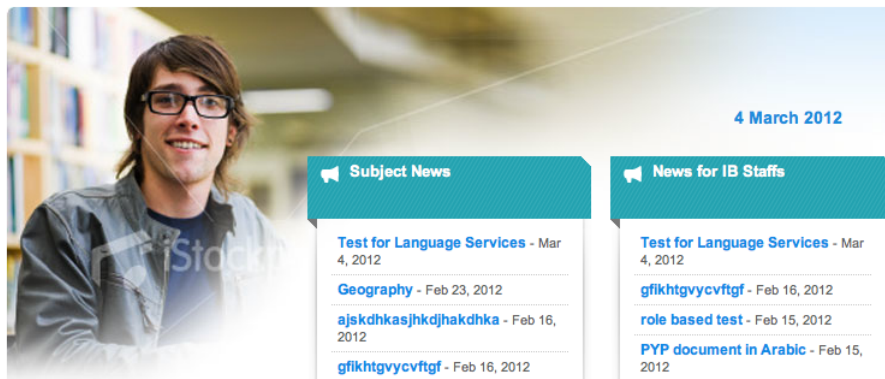 4 March 2012
Subject News
Test for Language Services - Mar
4, 2012
Geography - Feb 23, 2012
ajskdhkasjhkdjhakdhka - Feb 16,
2012
gfikhtgvycvftgf - Feb 16, 2012
News for IB Staffs
Test for Language Services - Mar
4, 2012
gfikhtgvycvftgf - Feb 16, 2012
role based test - Feb 15, 2012
PYP document in Arabic - Feb 15,
2012
iStock